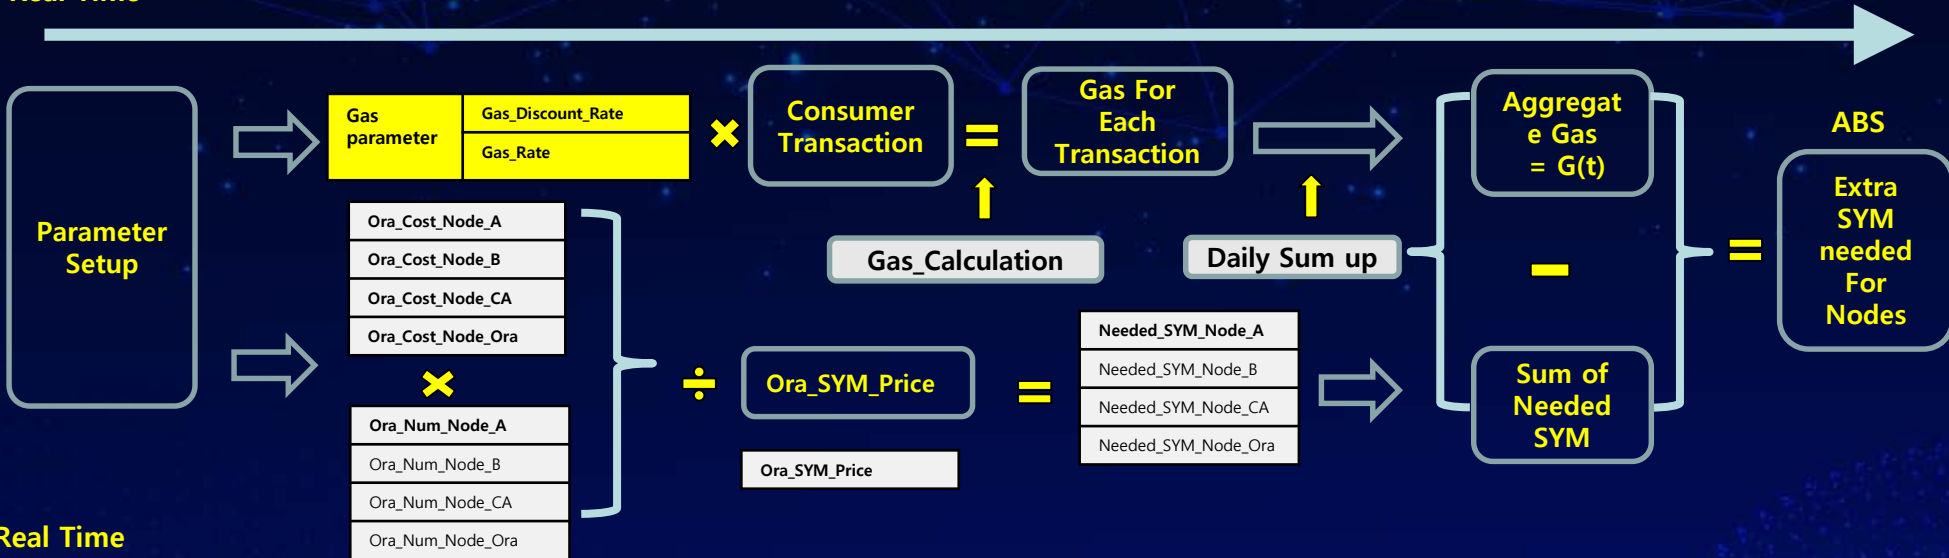 Real Time
Parameter
Setup
Gas
parameter
Gas_Discount_Rate
Gas_Rate
×
Consumer
Transaction
=
Gas For
Each
Transaction
Aggregat
e Gas
= G(t)
ABS
Extra
SYM
needed
For
Nodes
Gas_Calculation
Daily Sum up
Ora_Cost_Node_A
Ora_Cost_Node_B
Ora_Cost_Node_CA
Ora_Cost_Node_Ora
×
Ora_Num_Node_A
Ora_Num_Node_B
Ora_Num_Node_CA
Ora_Num_Node_Ora
÷
Ora_SYM_Price
Ora_SYM_Price
=
Needed_SYM_Node_A
Needed_SYM_Node_B
Needed_SYM_Node_CA
Needed_SYM_Node_Ora
−
Sum of
Needed
SYM
=
Real Time